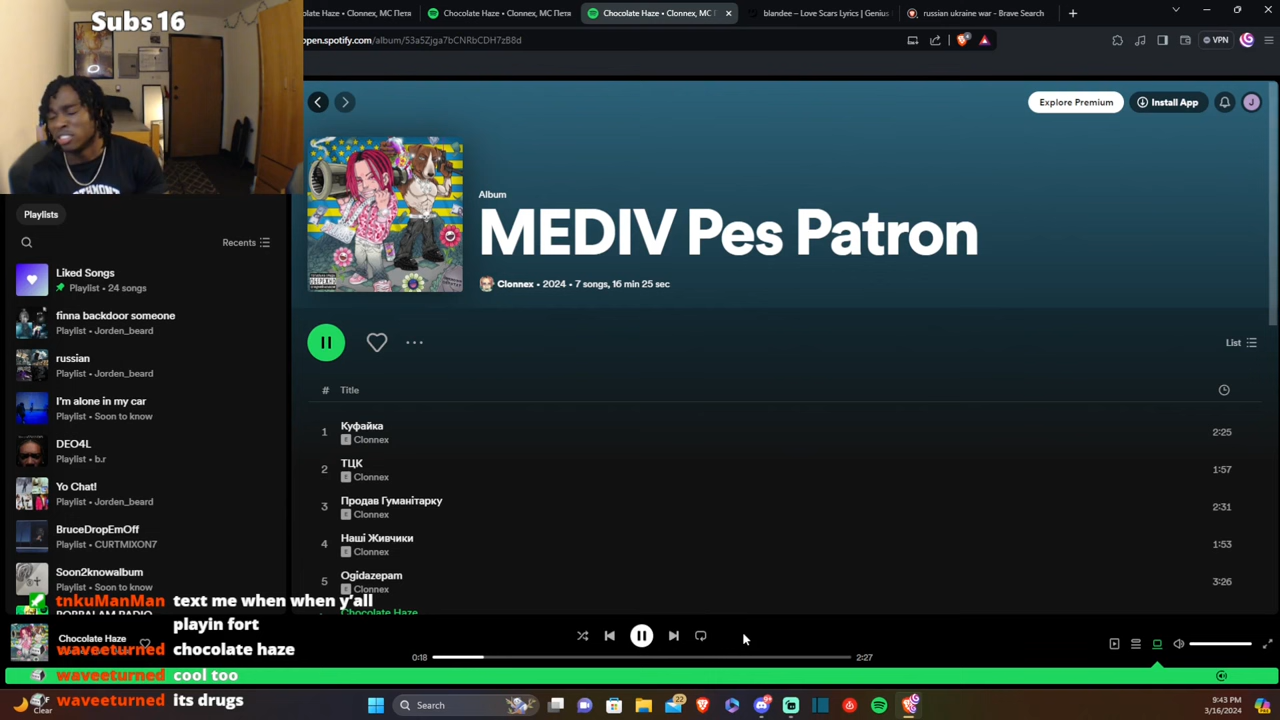 Subs 16
Chocolate Haze • Clonnex, MC Петя
Chocolate Haze • Clonnex, MC
blandee – Love Scars Lyrics | Genius
russian ukraine war - Brave Search
open.spotify.com/album/53a5Zjga7bCNRbCDH7zB8d
VPN
Explore Premium
Install App
J
Album
MEDIV Pes Patron
Clonnex • 2024 • 7 songs, 16 min 25 sec
List
# Title
1 Куфайка 2:25
E Clonnex
2 ТЦК 1:57
E Clonnex
3 Продав Гуманітарку 2:31
E Clonnex
4 Наші Живчики 1:53
E Clonnex
5 Ogidazepam 3:26
E Clonnex
Chocolate Haze
Playlists
Recents
Liked Songs
Playlist • 24 songs
finna backdoor someone
Playlist • Jorden_beard
russian
Playlist • Jorden_beard
I'm alone in my car
Playlist • Soon to know
DEO4L
Playlist • b.r
Yo Chat!
Playlist • Jorden_beard
BruceDropEmOff
Playlist • CURTMIXON7
Soon2knowalbum
Playlist • Soon to know
tnkuManMan text me when when y'all
playin fort
waveeturned chocolate haze
waveeturned cool too
waveeturned its drugs
Chocolate Haze
0:18
2:27
Clear
Search
22
9:43 PM
3/16/2024